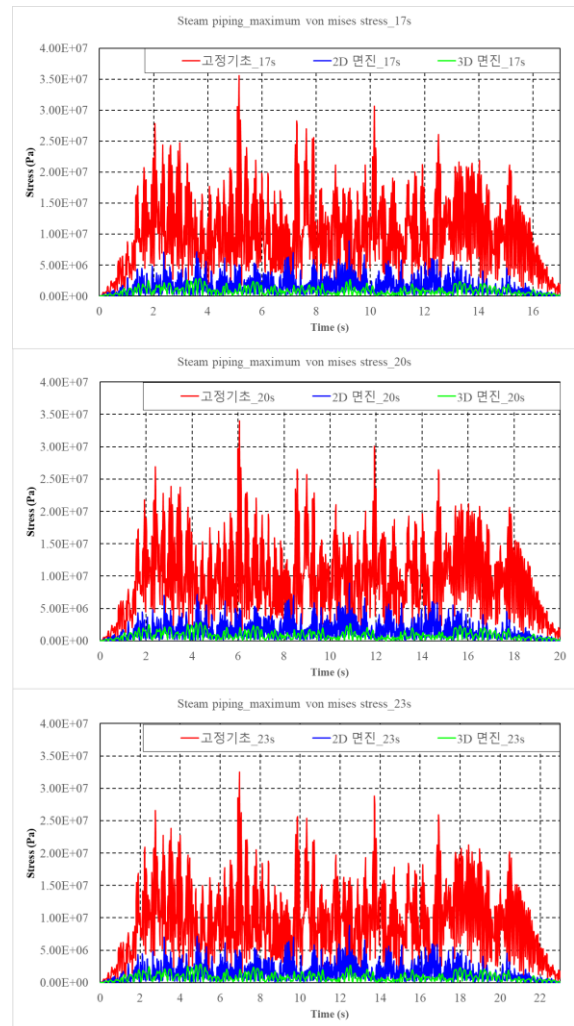 Steam piping_maximum von mises stress_17s
고정기초_17s 2D 면진_17s 3D 면진_17s
4.00E+07
3.50E+07
3.00E+07
2.50E+07
2.00E+07
1.50E+07
1.00E+07
5.00E+06
0.00E+00
Stress (Pa)
0 2 4 6 8 10 12 14 16
Time (s)
Steam piping_maximum von mises stress_20s
고정기초_20s 2D 면진_20s 3D 면진_20s
4.00E+07
3.50E+07
3.00E+07
2.50E+07
2.00E+07
1.50E+07
1.00E+07
5.00E+06
0.00E+00
Stress (Pa)
0 2 4 6 8 10 12 14 16 18 20
Time (s)
Steam piping_maximum von mises stress_23s
고정기초_23s 2D 면진_23s 3D 면진_23s
4.00E+07
3.50E+07
3.00E+07
2.50E+07
2.00E+07
1.50E+07
1.00E+07
5.00E+06
0.00E+00
Stress (Pa)
0 2 4 6 8 10 12 14 16 18 20 22
Time (s)